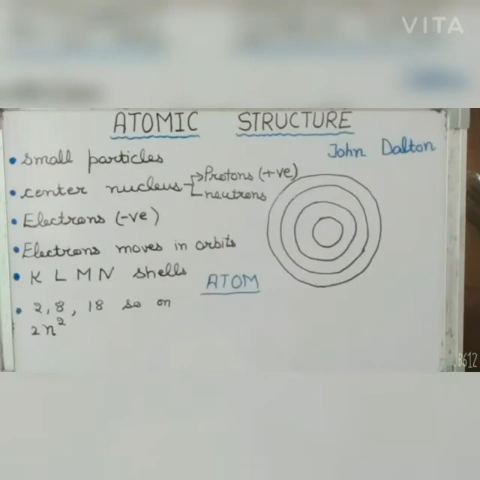 VITA
ATOMIC STRUCTURE
John Dalton
• Small particles
• center nucleus → Protons (+ve)
neutrons
• Electrons (-ve)
• Electrons moves in orbits
• K L M N shells
ATOM
• 2, 8, 18 so on
2n²
8612